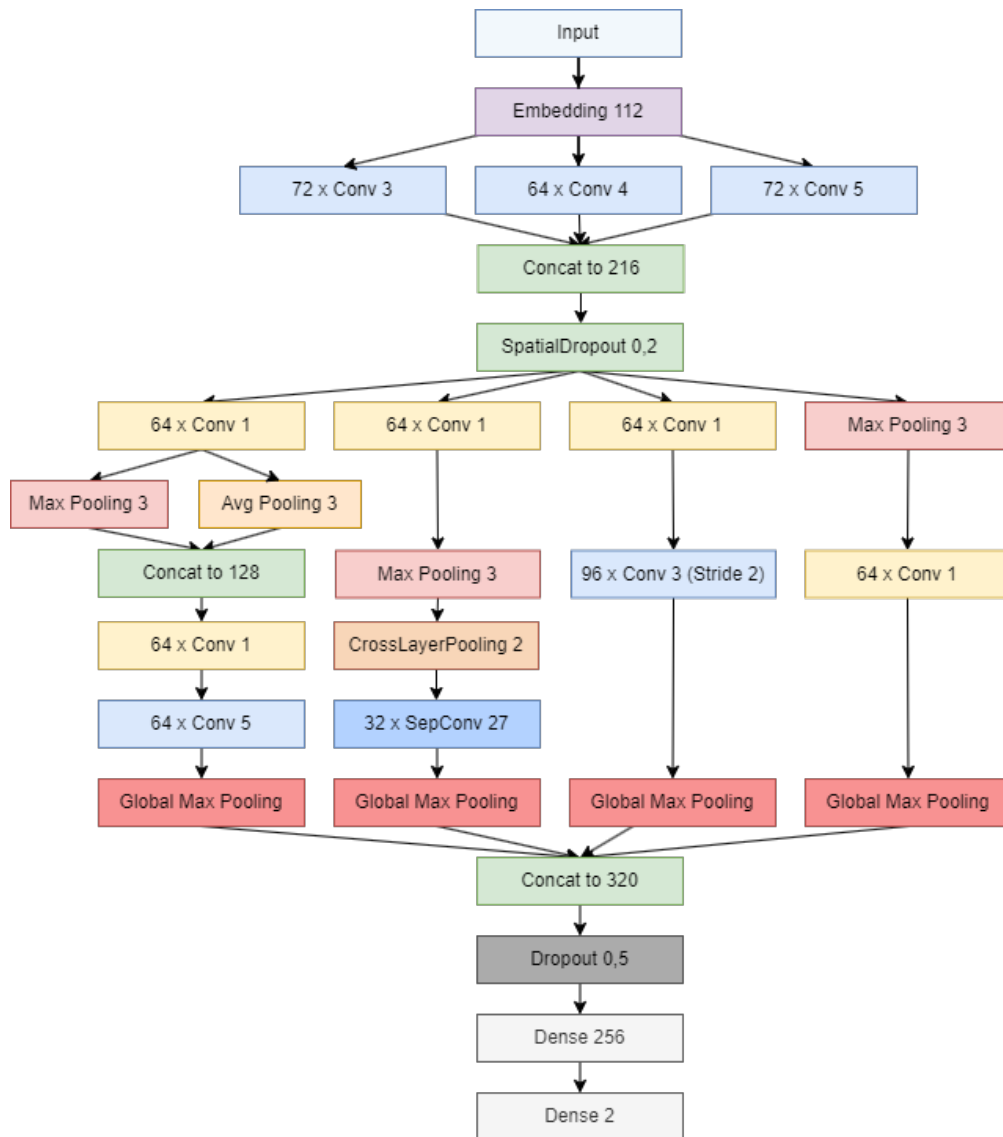 Input
Embedding 112
72 x Conv 3
64 x Conv 4
72 x Conv 5
Concat to 216
SpatialDropout 0,2
64 x Conv 1
64 x Conv 1
64 x Conv 1
Max Pooling 3
Max Pooling 3
Avg Pooling 3
Concat to 128
Max Pooling 3
96 x Conv 3 (Stride 2)
64 x Conv 1
64 x Conv 1
CrossLayerPooling 2
64 x Conv 5
32 x SepConv 27
Global Max Pooling
Global Max Pooling
Global Max Pooling
Global Max Pooling
Concat to 320
Dropout 0,5
Dense 256
Dense 2